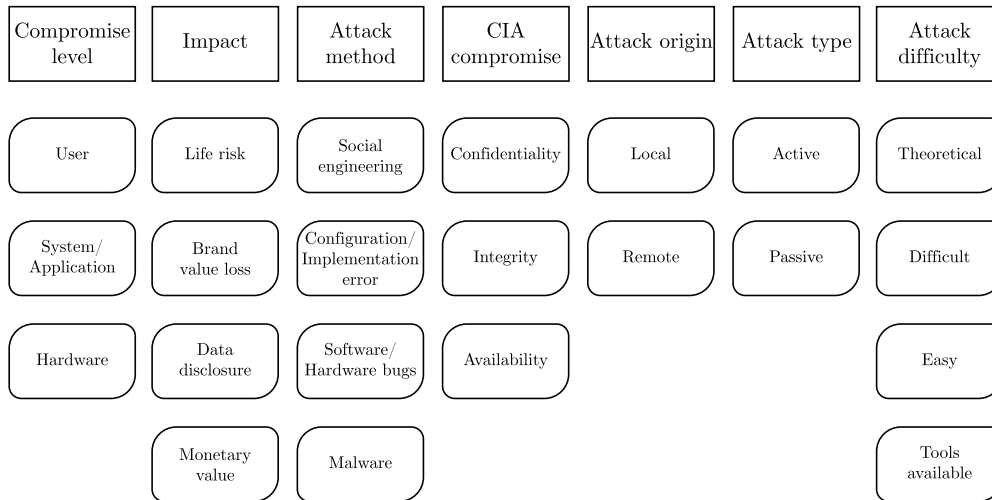 Compromise
level
Impact
Attack
method
CIA
compromise
Attack origin
Attack type
Attack
difficulty
User
Life risk
Social
engineering
Confidentiality
Local
Active
Theoretical
System/
Application
Brand
value loss
Configuration/
Implementation
error
Integrity
Remote
Passive
Difficult
Hardware
Data
disclosure
Software/
Hardware bugs
Availability
Easy
Monetary
value
Malware
Tools
available